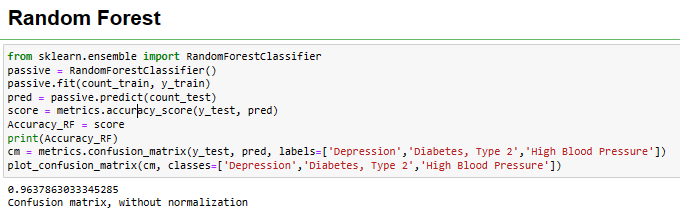 Random Forest
from sklearn.ensemble import RandomForestClassifier
passive = RandomForestClassifier()
passive.fit(count_train, y_train)
pred = passive.predict(count_test)
score = metrics.accuracy_score(y_test, pred)
Accuracy_RF = score
print(Accuracy_RF)
cm = metrics.confusion_matrix(y_test, pred, labels=['Depression','Diabetes, Type 2','High Blood Pressure'])
plot_confusion_matrix(cm, classes=['Depression','Diabetes, Type 2','High Blood Pressure'])
0.9637863033345285
Confusion matrix, without normalization